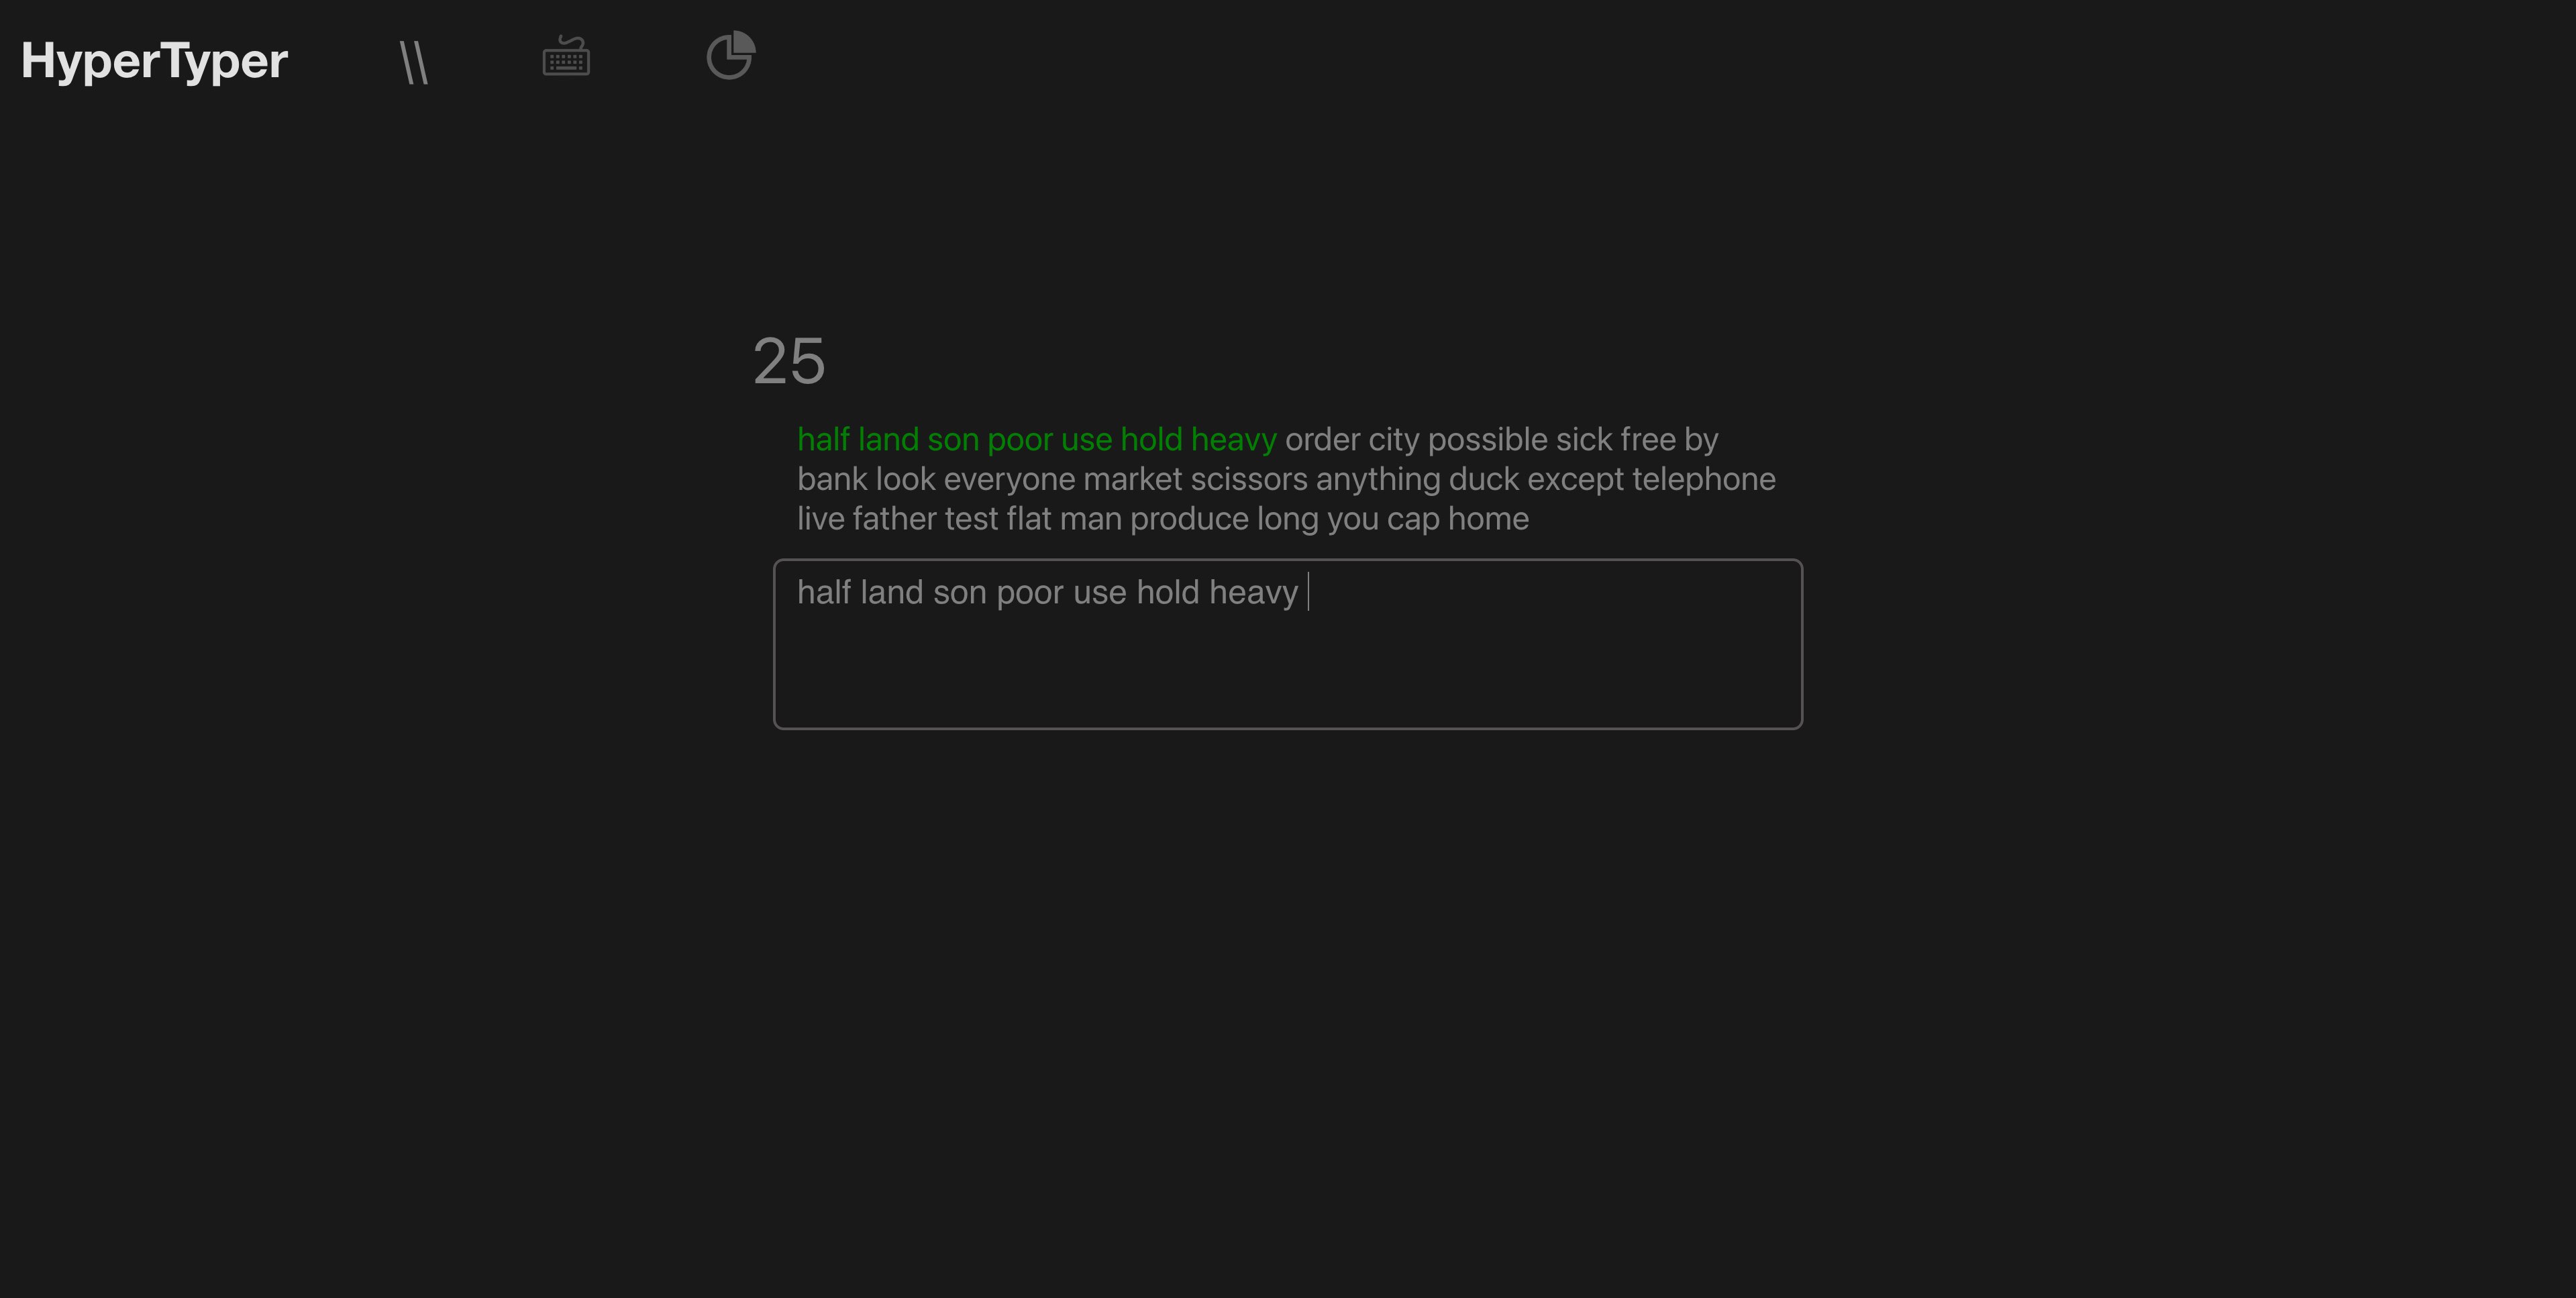 HyperTyper \\
25
half land son poor use hold heavy order city possible sick free by
bank look everyone market scissors anything duck except telephone
live father test flat man produce long you cap home
half land son poor use hold heavy